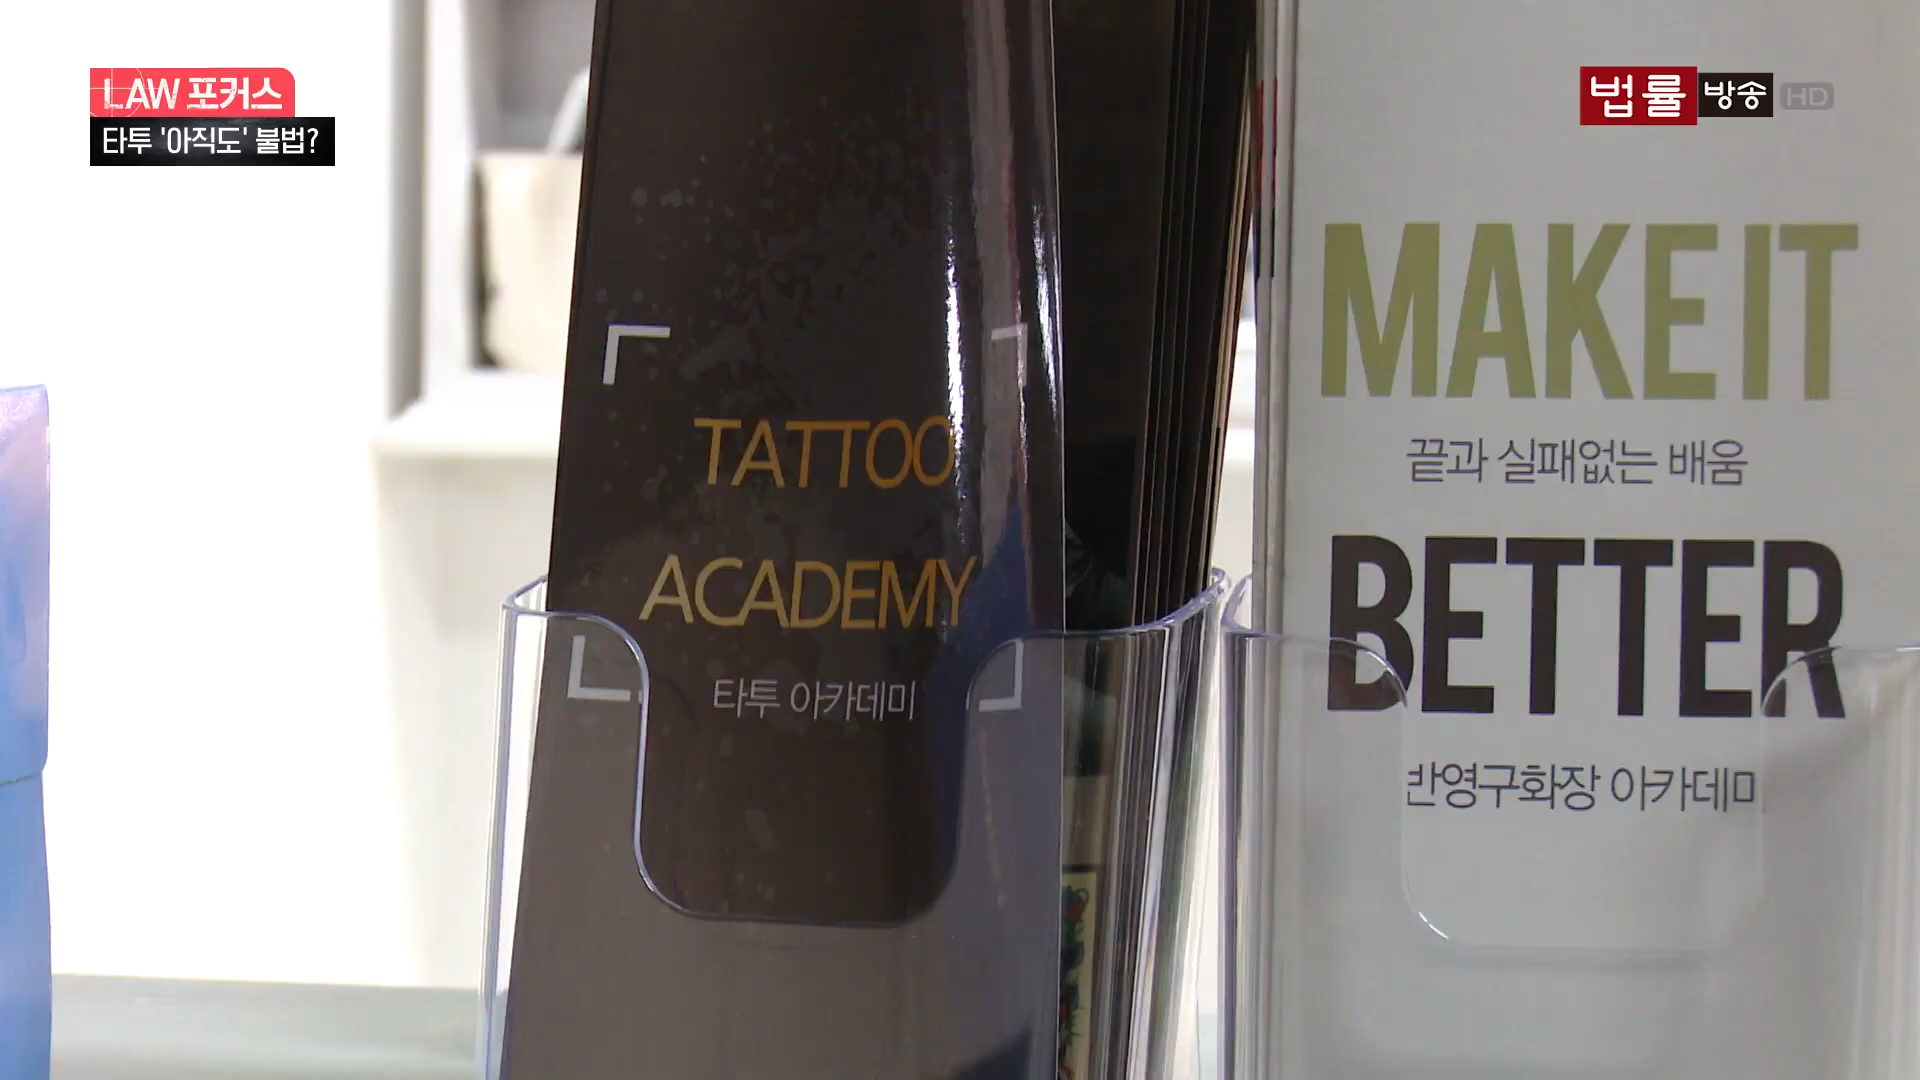 LAW 포커스
타투 '아직도' 불법?
법률방송 HD
TATTOO
ACADEMY
타투 아카데미
MAKE IT
끝과 실패없는 배움
BETTER
반영구화장 아카데미